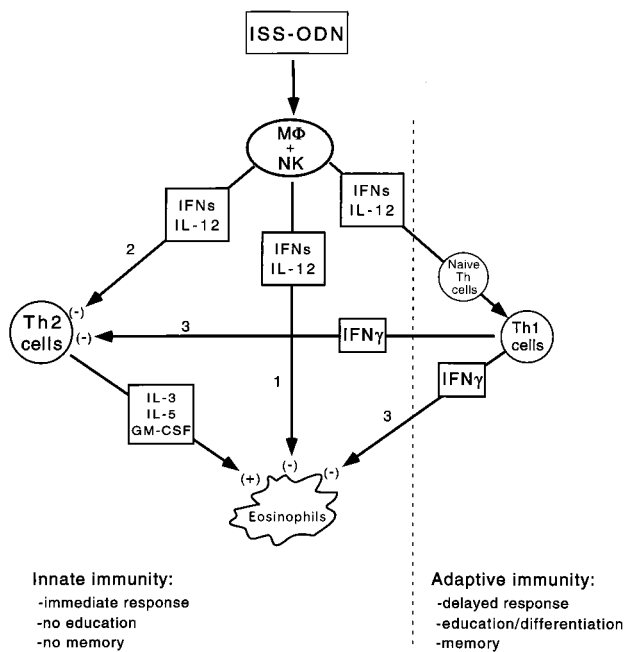 ISS-ODN
MΦ
+
NK
IFNs
IL-12
IFNs
IL-12
IFNs
IL-12
2
Naive
Th
cells
(-)
Th2
cells
(-)
3
IFNγ
Th1
cells
IL-3
IL-5
GM-CSF
1
IFNγ
3
(+)
(-)
(-)
Eosinophils
Innate immunity:
-immediate response
-no education
-no memory
Adaptive immunity:
-delayed response
-education/differentiation
-memory